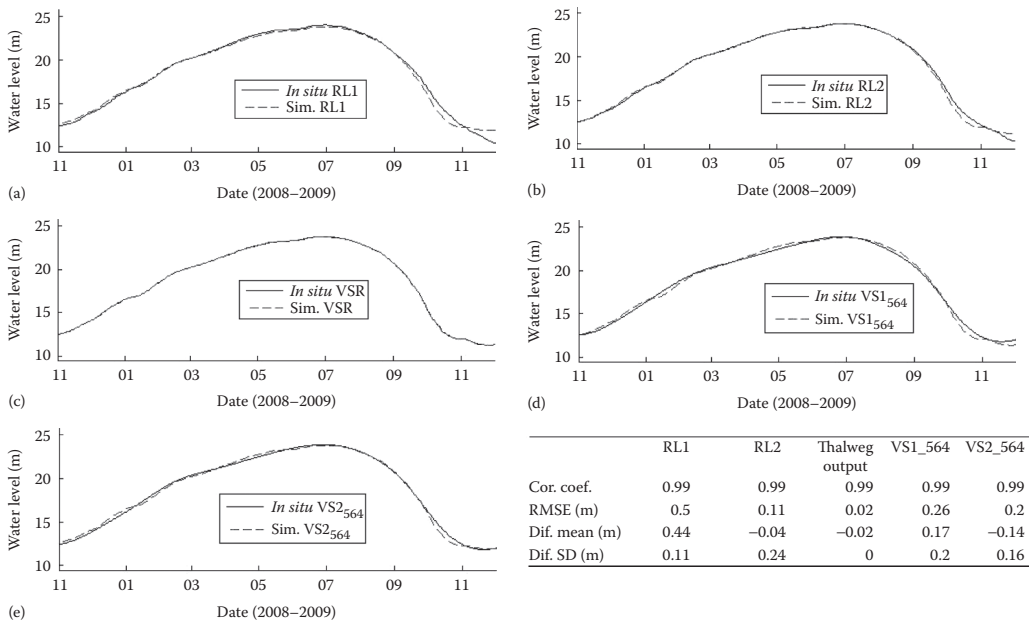 25
20
15
10
Water level (m)
In situ RL1
Sim. RL1
11 01 03 05 07 09 11
(a) Date (2008–2009)
25
20
15
10
Water level (m)
In situ RL2
Sim. RL2
11 01 03 05 07 09 11
(b) Date (2008–2009)
25
20
15
10
Water level (m)
In situ VSR
Sim. VSR
11 01 03 05 07 09 11
(c) Date (2008–2009)
25
20
15
10
Water level (m)
In situ VS1564
Sim. VS1564
11 01 03 05 07 09 11
(d) Date (2008–2009)
25
20
15
10
Water level (m)
In situ VS2564
Sim. VS2564
11 01 03 05 07 09 11
(e) Date (2008–2009)
RL1 RL2 Thalweg VS1_564 VS2_564
output
Cor. coef. 0.99 0.99 0.99 0.99 0.99
RMSE (m) 0.5 0.11 0.02 0.26 0.2
Dif. mean (m) 0.44 −0.04 −0.02 0.17 −0.14
Dif. SD (m) 0.11 0.24 0 0.2 0.16